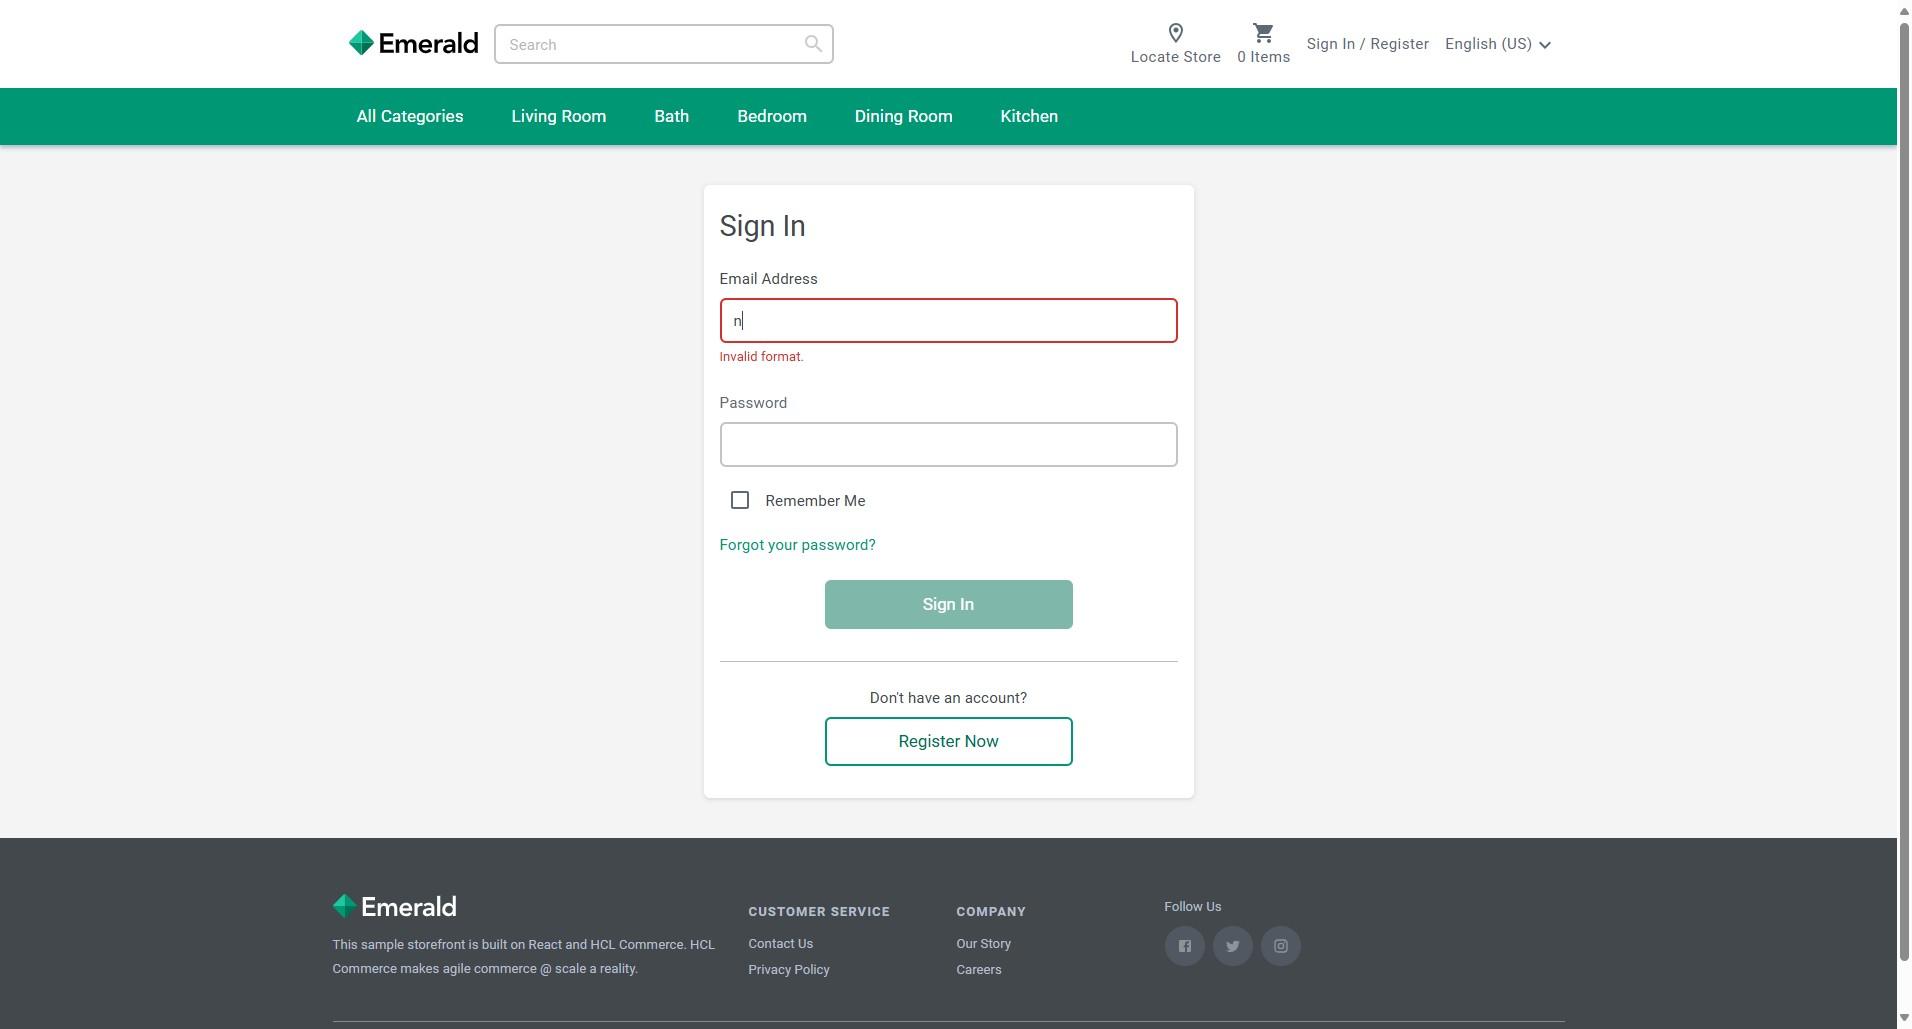 Emerald
Search
Locate Store
0 Items
Sign In / Register
English (US)
All Categories
Living Room
Bath
Bedroom
Dining Room
Kitchen
Sign In
Email Address
n
Invalid format.
Password
Remember Me
Forgot your password?
Sign In
Don't have an account?
Register Now
Emerald
This sample storefront is built on React and HCL Commerce. HCL
Commerce makes agile commerce @ scale a reality.
CUSTOMER SERVICE
Contact Us
Privacy Policy
COMPANY
Our Story
Careers
Follow Us